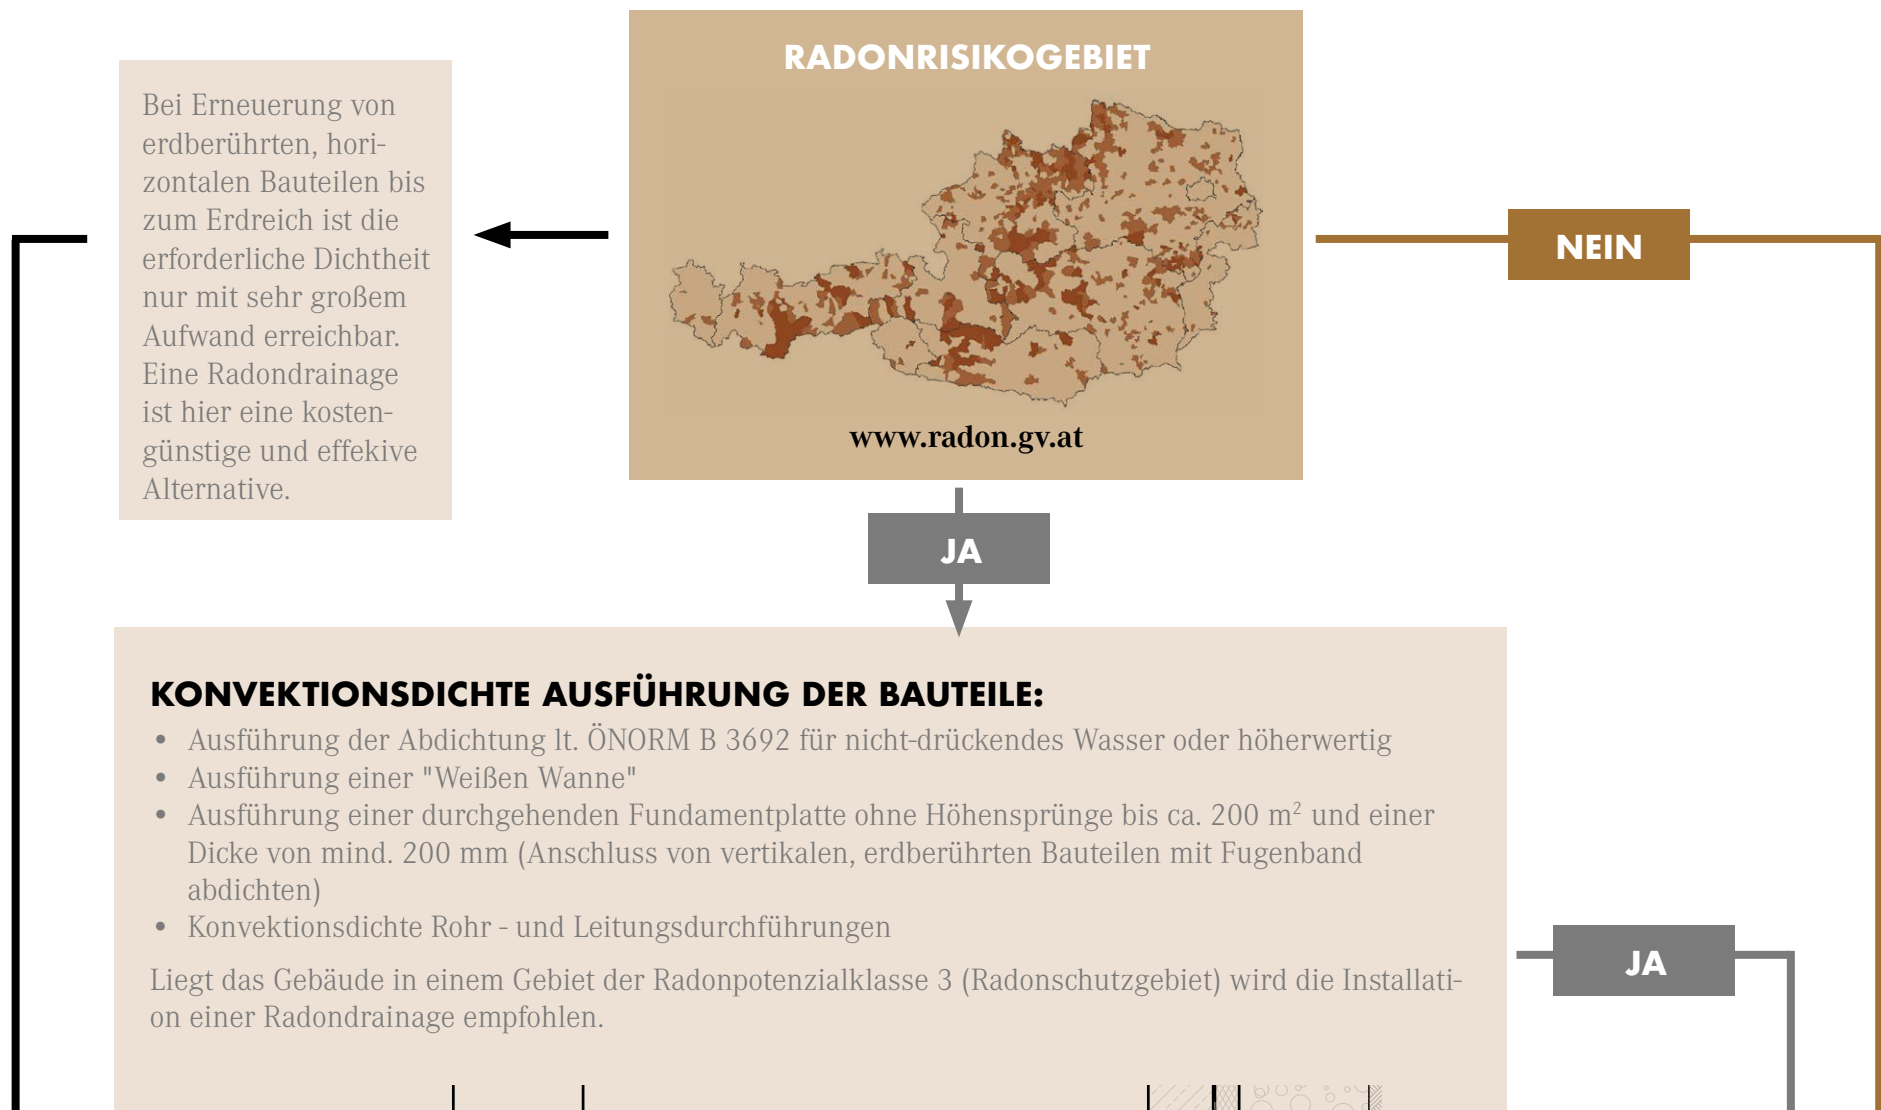 RADONRISIKOGEBIET
www.radon.gv.at
Bei Erneuerung von
erdberührten, hori-
zontalen Bauteilen bis
zum Erdreich ist die
erforderliche Dichtheit
nur mit sehr großem
Aufwand erreichbar.
Eine Radondrainage
ist hier eine kosten-
günstige und effekive
Alternative.
NEIN
JA
KONVEKTIONSDICHTE AUSFÜHRUNG DER BAUTEILE:
• Ausführung der Abdichtung lt. ÖNORM B 3692 für nicht-drückendes Wasser oder höherwertig
• Ausführung einer "Weißen Wanne"
• Ausführung einer durchgehenden Fundamentplatte ohne Höhensprünge bis ca. 200 m² und einer
Dicke von mind. 200 mm (Anschluss von vertikalen, erdberührten Bauteilen mit Fugenband
abdichten)
• Konvektionsdichte Rohr - und Leitungsdurchführungen
Liegt das Gebäude in einem Gebiet der Radonpotenzialklasse 3 (Radonschutzgebiet) wird die Installati-
on einer Radondrainage empfohlen.
JA